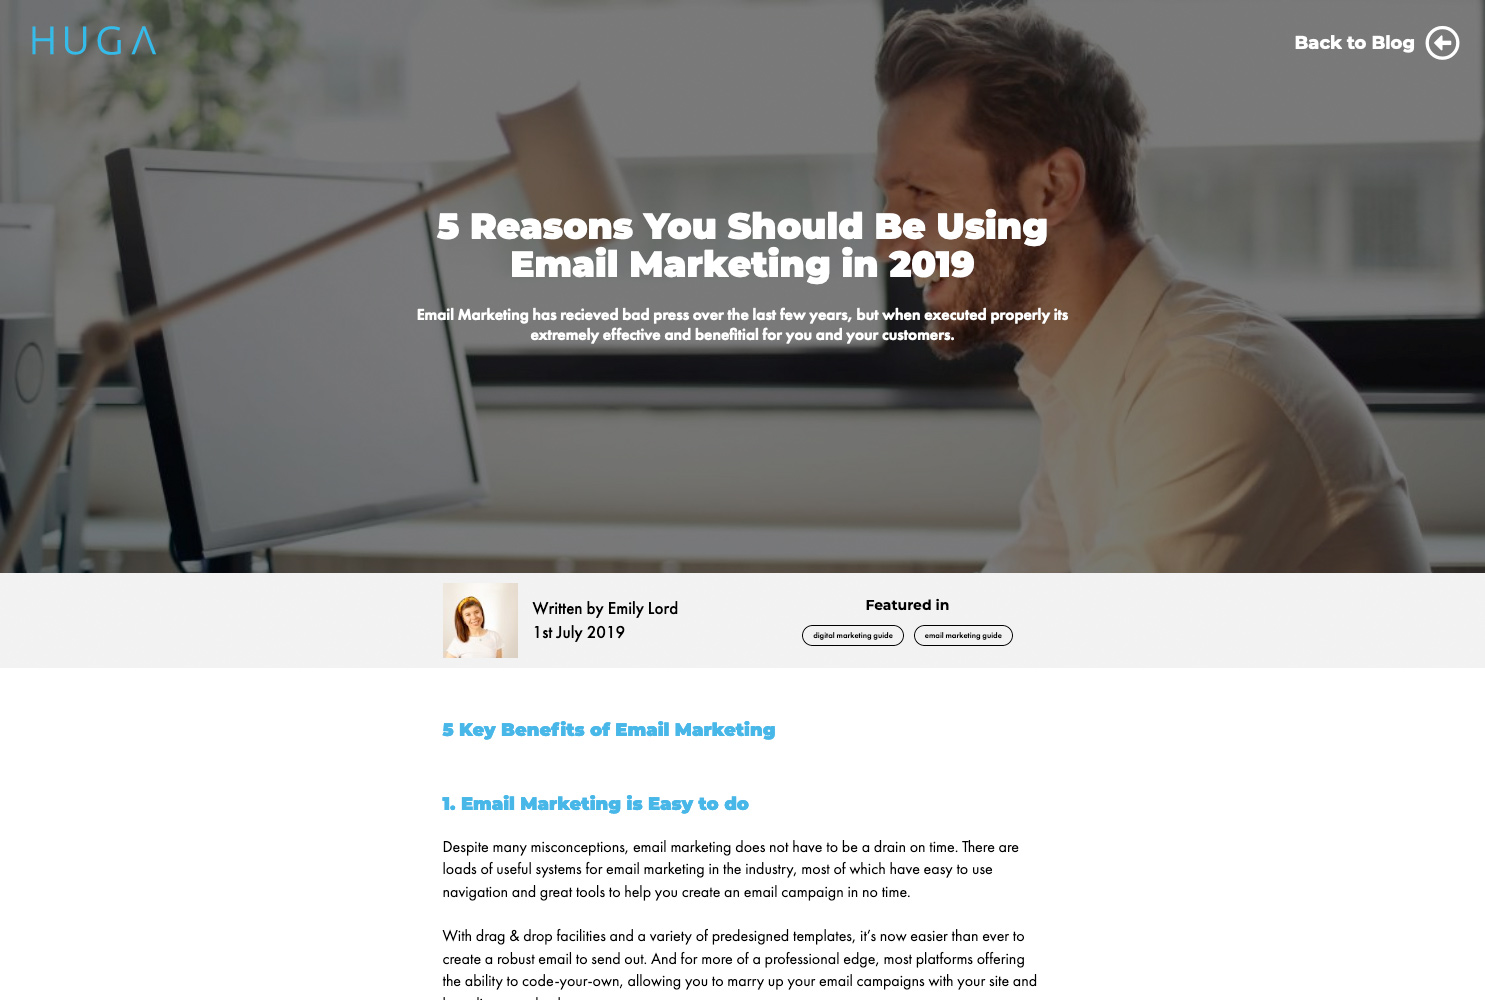 HUGA
Back to Blog
5 Reasons You Should Be Using
Email Marketing in 2019
Email Marketing has recieved bad press over the last few years, but when executed properly its
extremely effective and benefitial for you and your customers.
Written by Emily Lord
1st July 2019
Featured in
digital marketing guide
email marketing guide
5 Key Benefits of Email Marketing
1. Email Marketing is Easy to do
Despite many misconceptions, email marketing does not have to be a drain on time. There are
loads of useful systems for email marketing in the industry, most of which have easy to use
navigation and great tools to help you create an email campaign in no time.
With drag & drop facilities and a variety of predesigned templates, it’s now easier than ever to
create a robust email to send out. And for more of a professional edge, most platforms offering
the ability to code-your-own, allowing you to marry up your email campaigns with your site and